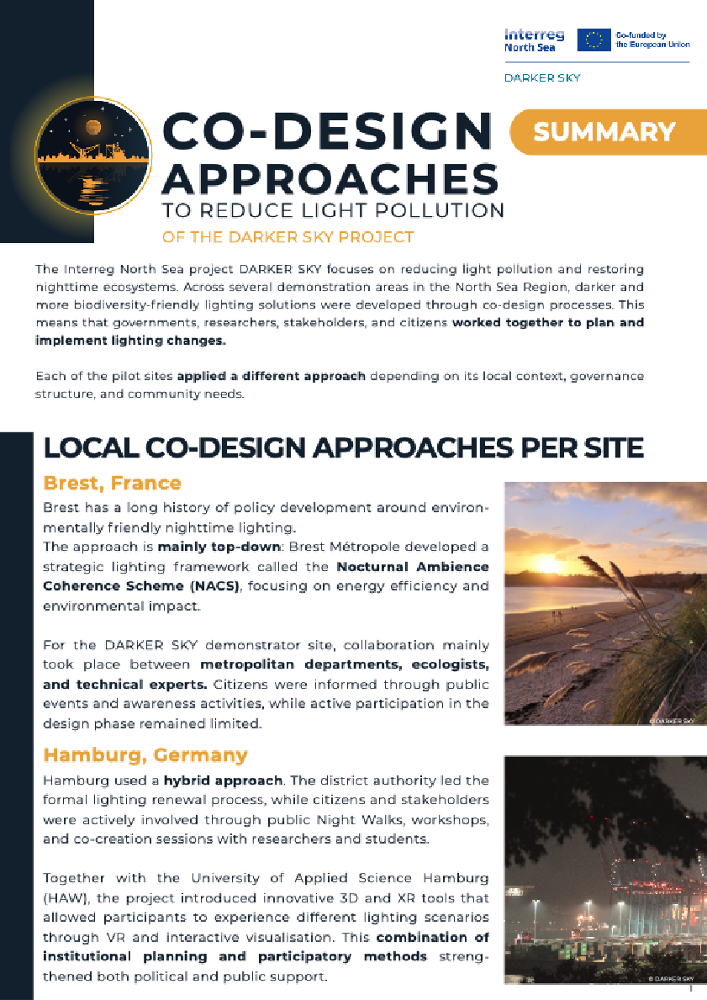 Interreg
North Sea
Co-funded by
the European Union
DARKER SKY
CO-DESIGN
APPROACHES
TO REDUCE LIGHT POLLUTION
OF THE DARKER SKY PROJECT
SUMMARY
The Interreg North Sea project DARKER SKY focuses on reducing light pollution and restoring
nighttime ecosystems. Across several demonstration areas in the North Sea Region, darker and
more biodiversity-friendly lighting solutions were developed through co-design processes. This
means that governments, researchers, stakeholders, and citizens worked together to plan and
implement lighting changes.
Each of the pilot sites applied a different approach depending on its local context, governance
structure, and community needs.
LOCAL CO-DESIGN APPROACHES PER SITE
Brest, France
Brest has a long history of policy development around environ-
mentally friendly nighttime lighting.
The approach is mainly top-down: Brest Métropole developed a
strategic lighting framework called the Nocturnal Ambience
Coherence Scheme (NACS), focusing on energy efficiency and
environmental impact.
For the DARKER SKY demonstrator site, collaboration mainly
took place between metropolitan departments, ecologists,
and technical experts. Citizens were informed through public
events and awareness activities, while active participation in the
design phase remained limited.
© DARKER SKY
Hamburg, Germany
Hamburg used a hybrid approach. The district authority led the
formal lighting renewal process, while citizens and stakeholders
were actively involved through public Night Walks, workshops,
and co-creation sessions with researchers and students.
Together with the University of Applied Science Hamburg
(HAW), the project introduced innovative 3D and XR tools that
allowed participants to experience different lighting scenarios
through VR and interactive visualisation. This combination of
institutional planning and participatory methods streng-
thened both political and public support.
© DARKER SKY
1